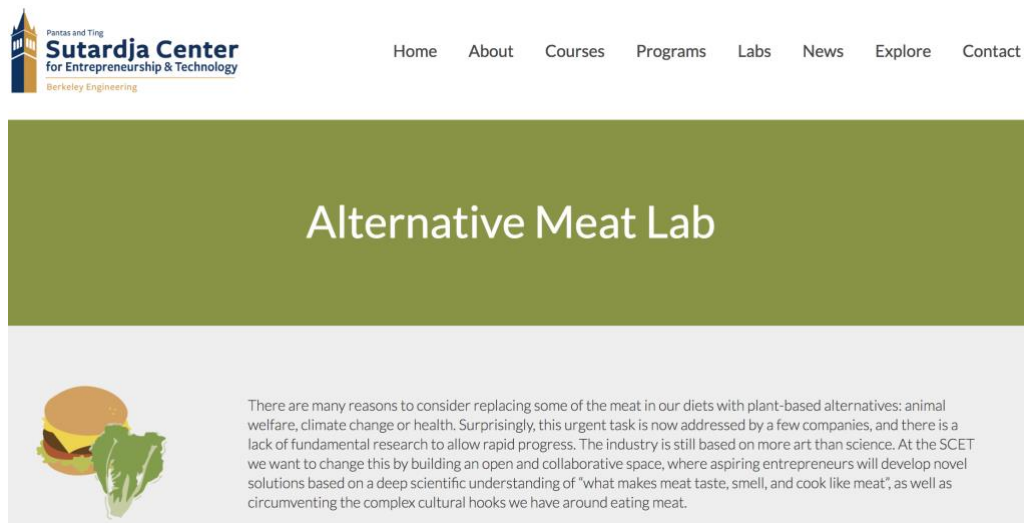 Pantas and Ting
Sutardja Center
for Entrepreneurship & Technology
Berkeley Engineering
Home About Courses Programs Labs News Explore Contact
Alternative Meat Lab
There are many reasons to consider replacing some of the meat in our diets with plant-based alternatives: animal
welfare, climate change or health. Surprisingly, this urgent task is now addressed by a few companies, and there is a
lack of fundamental research to allow rapid progress. The industry is still based on more art than science. At the SCET
we want to change this by building an open and collaborative space, where aspiring entrepreneurs will develop novel
solutions based on a deep scientific understanding of “what makes meat taste, smell, and cook like meat”, as well as
circumventing the complex cultural hooks we have around eating meat.